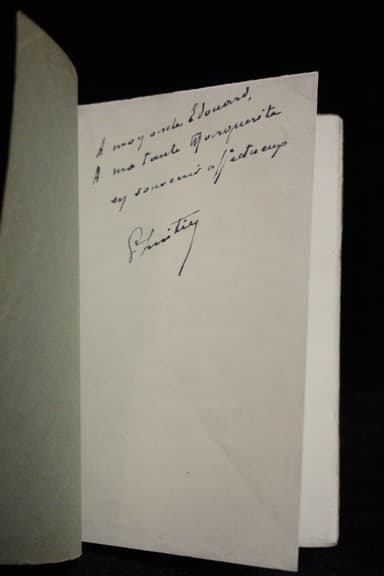 A mon oncle Edouard,
A ma tante Marguerite
en souvenir affectueux